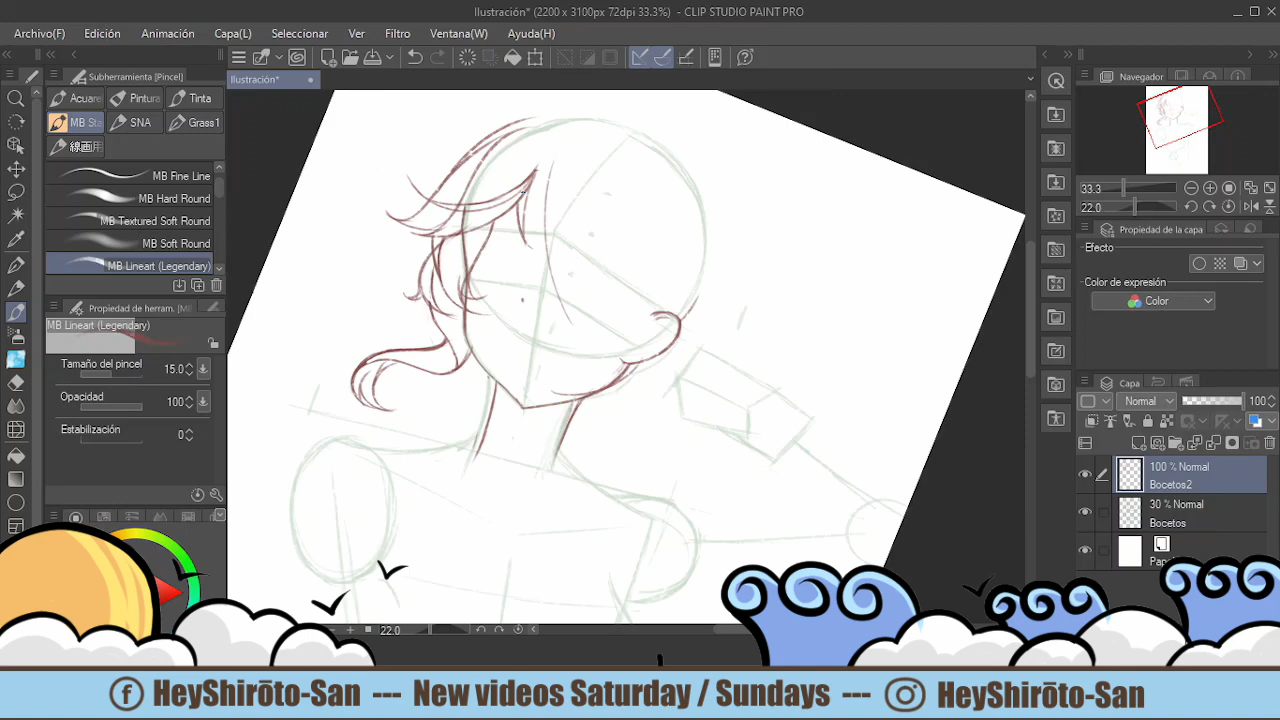 Ilustración* (2200 x 3100px 72dpi 33.3%) - CLIP STUDIO PAINT PRO
Archivo(F) Edición Animación Capa(L) Seleccionar Ver Filtro Ventana(W) Ayuda(H)
Subherramienta [Pincel]
Ilustración*
Navegador
Acuare Pintura Tinta
MB Sta SNA Grass1
線画用
MB Fine Line
MB Hard Round
MB Textured Soft Round
MB Soft Round
MB Lineart (Legendary)
33.3
22.0
Propiedad de la capa
Efecto
Color de expresión
Color
Propiedad de herram. [MB
MB Lineart (Legendary)
Tamaño del pincel 15.0
Opacidad 100
Estabilización 0
Capa
Normal 100
100 % Normal
Bocetos2
30 % Normal
Bocetos
Pap
22.0
HeyShirōto-San --- New videos Saturday / Sundays --- HeyShirōto-San